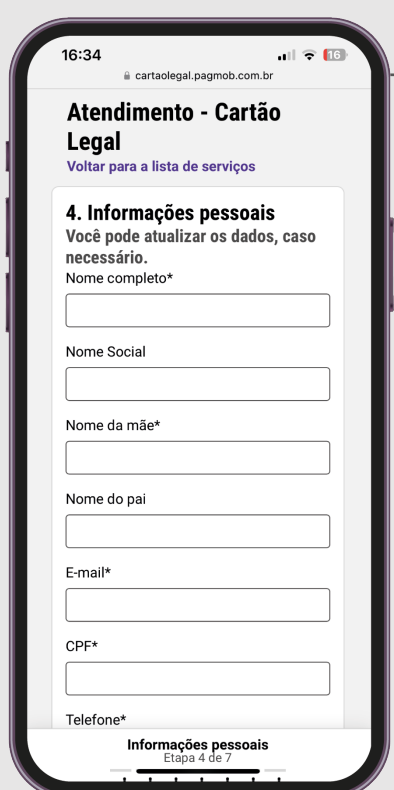 16:34
16
cartaolegal.pagmob.com.br
Atendimento - Cartão
Legal
Voltar para a lista de serviços
4. Informações pessoais
Você pode atualizar os dados, caso
necessário.
Nome completo*
Nome Social
Nome da mãe*
Nome do pai
E-mail*
CPF*
Telefone*
Informações pessoais
Etapa 4 de 7